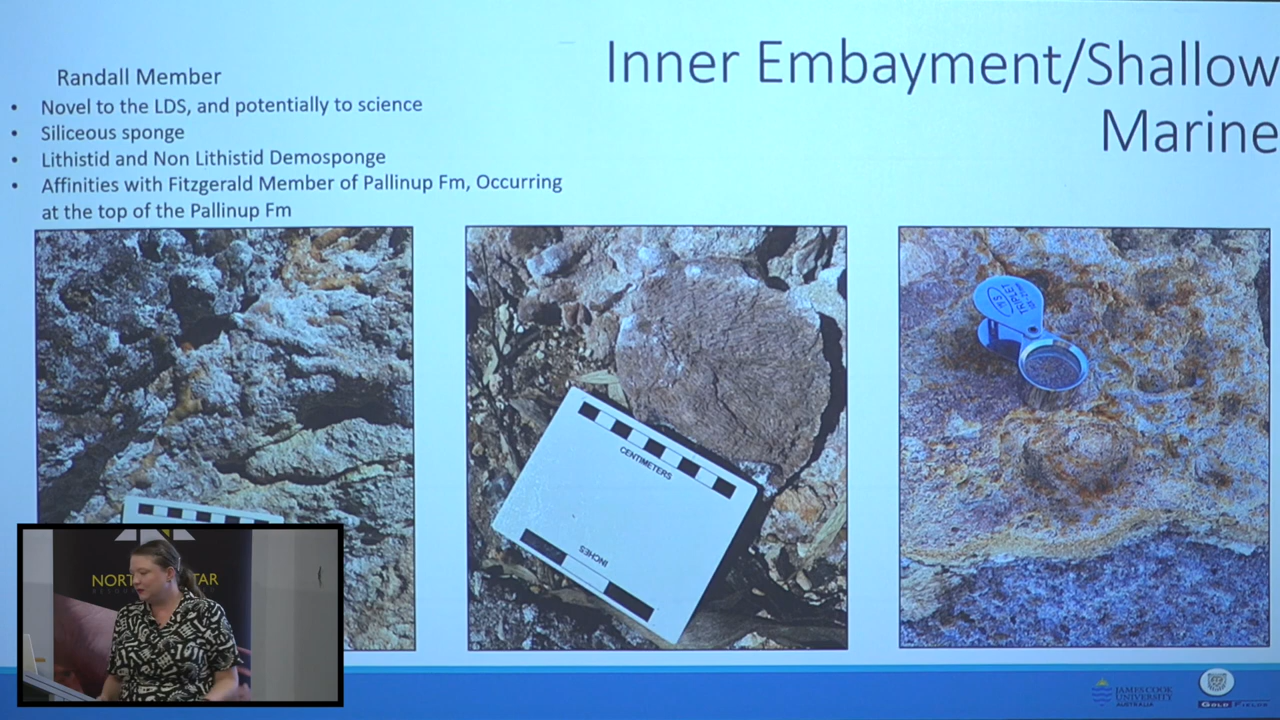 Inner Embayment/Shallow
Marine
Randall Member
• Novel to the LDS, and potentially to science
• Siliceous sponge
• Lithistid and Non Lithistid Demosponge
• Affinities with Fitzgerald Member of Pallinup Fm, Occurring
at the top of the Pallinup Fm
CENTIMETERS
INCHES
TRIPLET
JAMES COOK
UNIVERSITY
AUSTRALIA
GOLD FIELDS